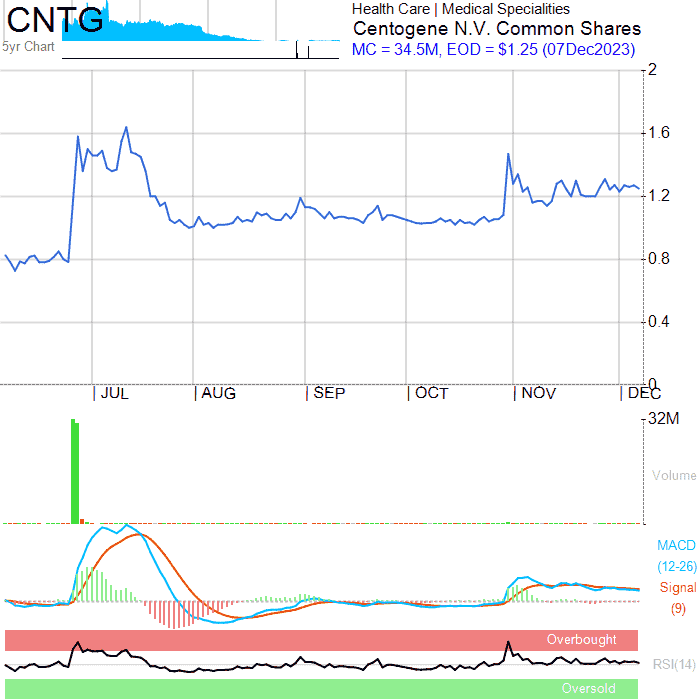 CNTG
Health Care | Medical Specialities
Centogene N.V. Common Shares
5yr Chart
MC = 34.5M, EOD = $1.25 (07Dec2023)
2
1.6
1.2
0.8
0.4
0
JUL AUG SEP OCT NOV DEC
32M
Volume
MACD
(12-26)
Signal
(9)
Overbought
RSI(14)
Oversold